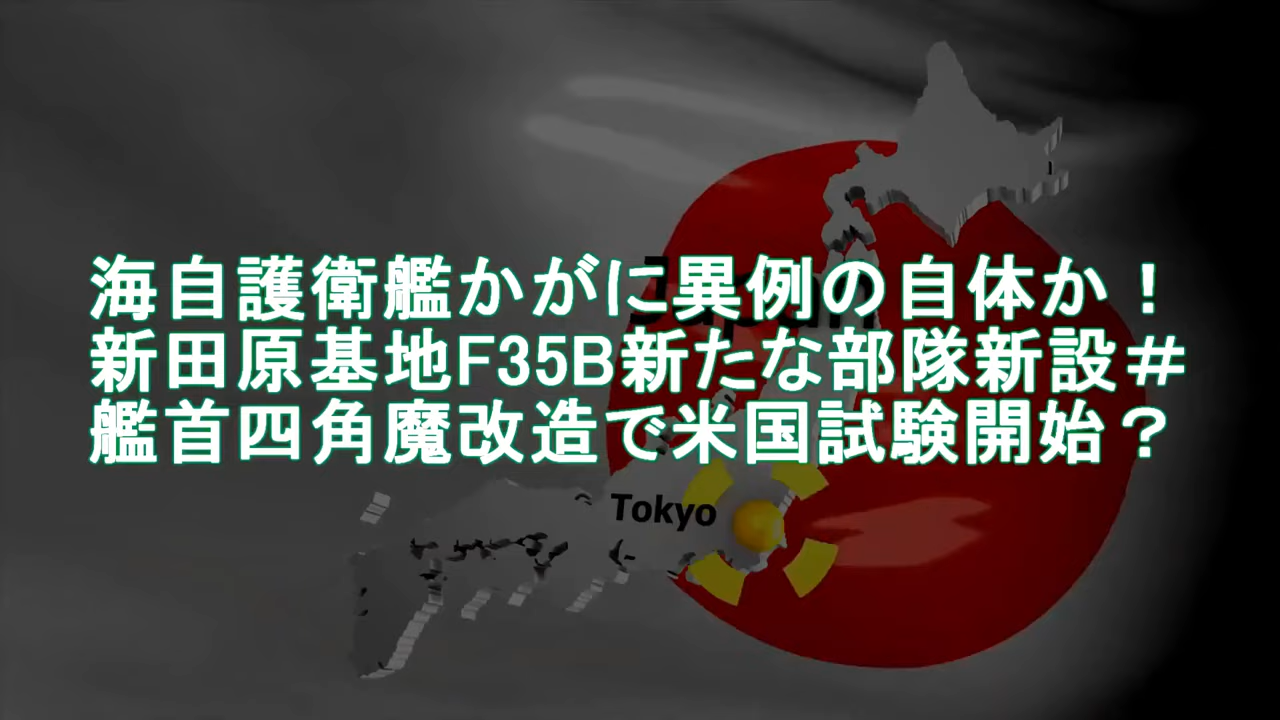 海自護衛艦かがに異例の自体か！
新田原基地F35B新たな部隊新設＃
艦首四角魔改造で米国試験開始？
Japan
Tokyo